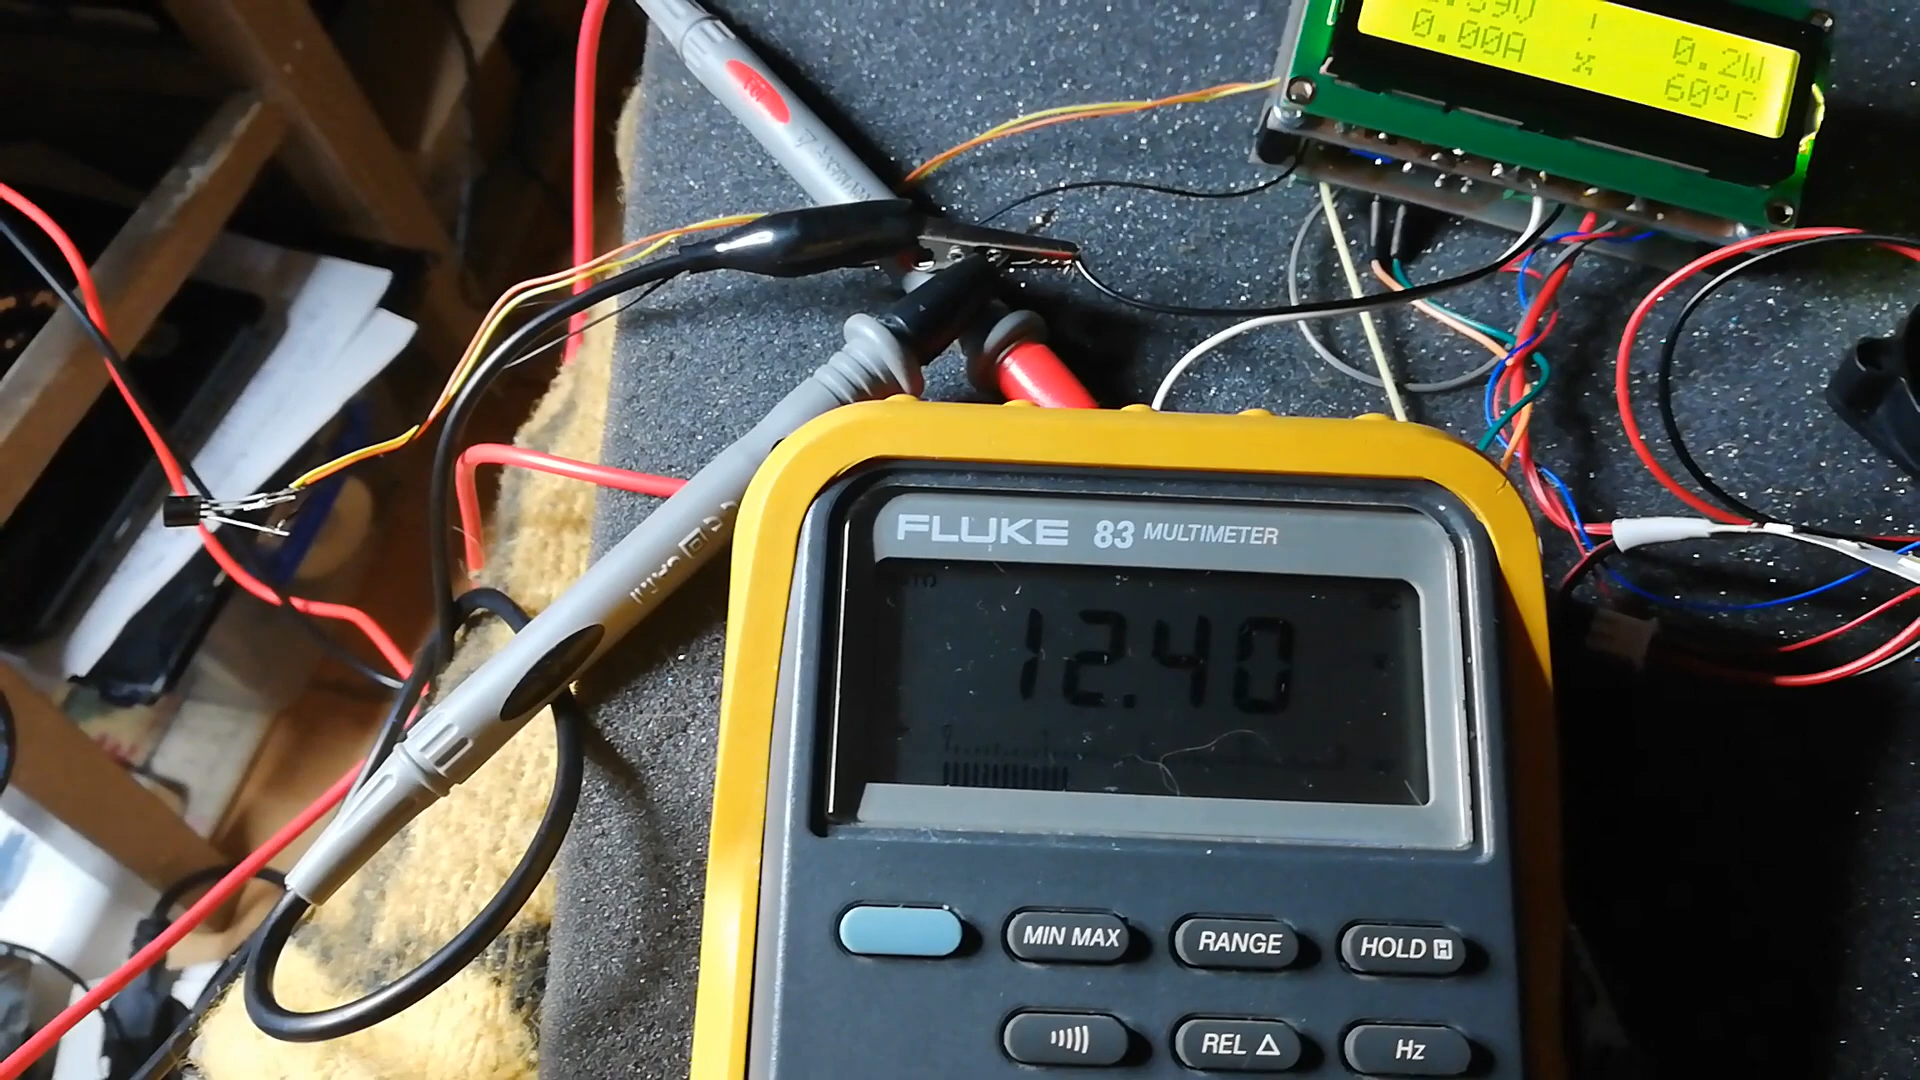 0.00A
0.2W
60°C
FLUKE 83 MULTIMETER
12.40
MIN MAX
RANGE
HOLD H
REL Δ
Hz